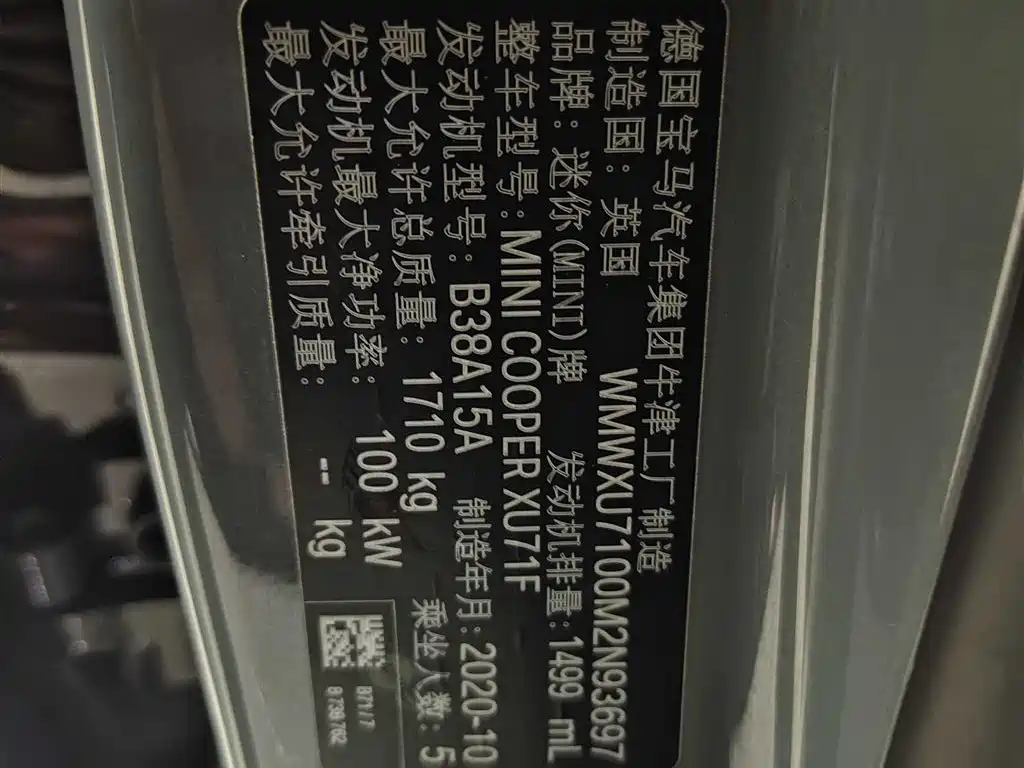 德国宝马汽车集团牛津工厂制造
制造国：英国 WMWXU7100M2N93697
品牌：迷你(MINI)牌 发动机排量：1499 mL
整车型号：MINI COOPER XU71F
发动机型号：B38A15A 制造年月：2020-10
最大允许总质量：1710 kg 乘坐人数：5
发动机最大净功率：100 kW
最大允许牵引质量：-- kg